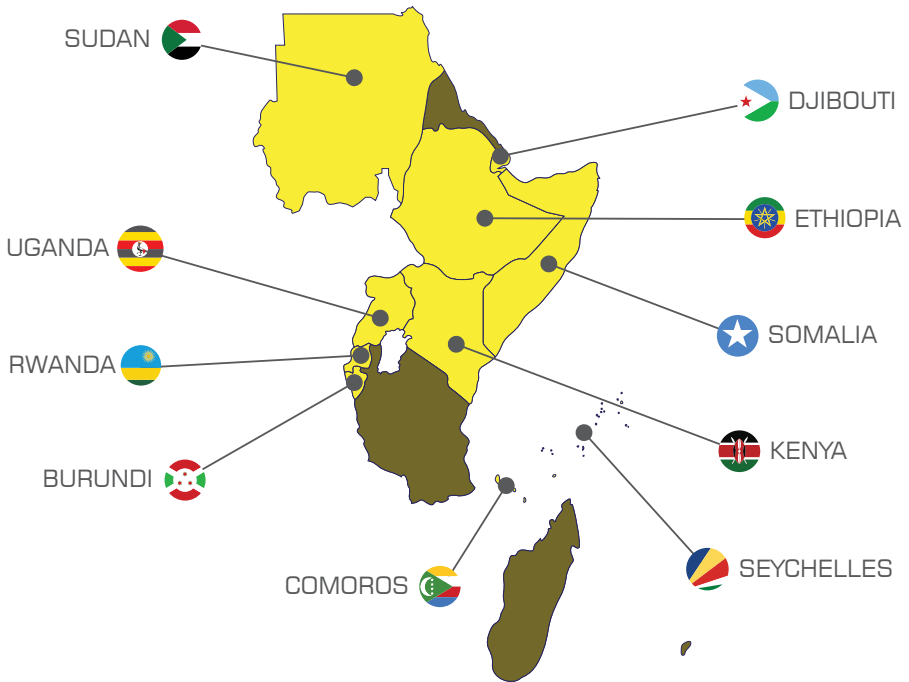 SUDAN
DJIBOUTI
ETHIOPIA
UGANDA
SOMALIA
RWANDA
KENYA
BURUNDI
SEYCHELLES
COMOROS